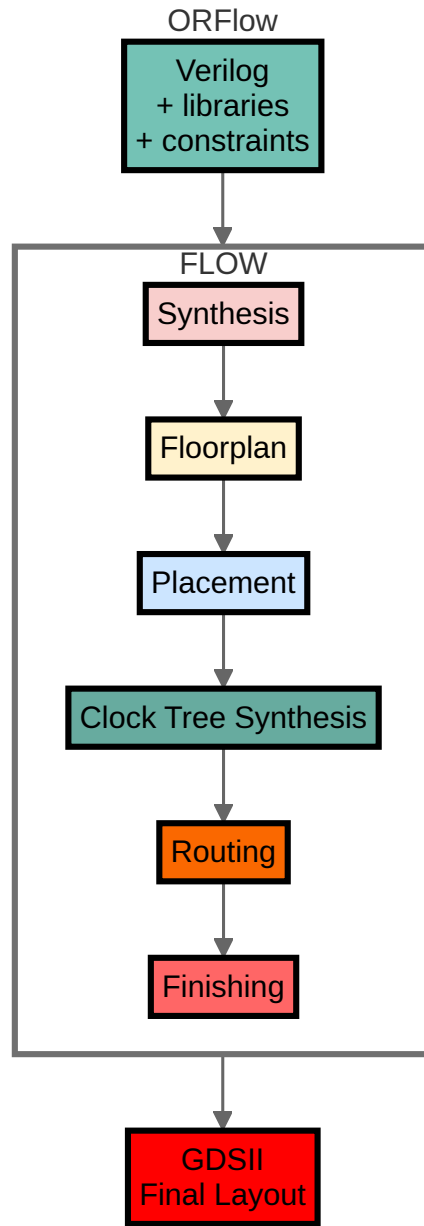 ORFlow
Verilog
+ libraries
+ constraints
FLOW
Synthesis
Floorplan
Placement
Clock Tree Synthesis
Routing
Finishing
GDSII
Final Layout